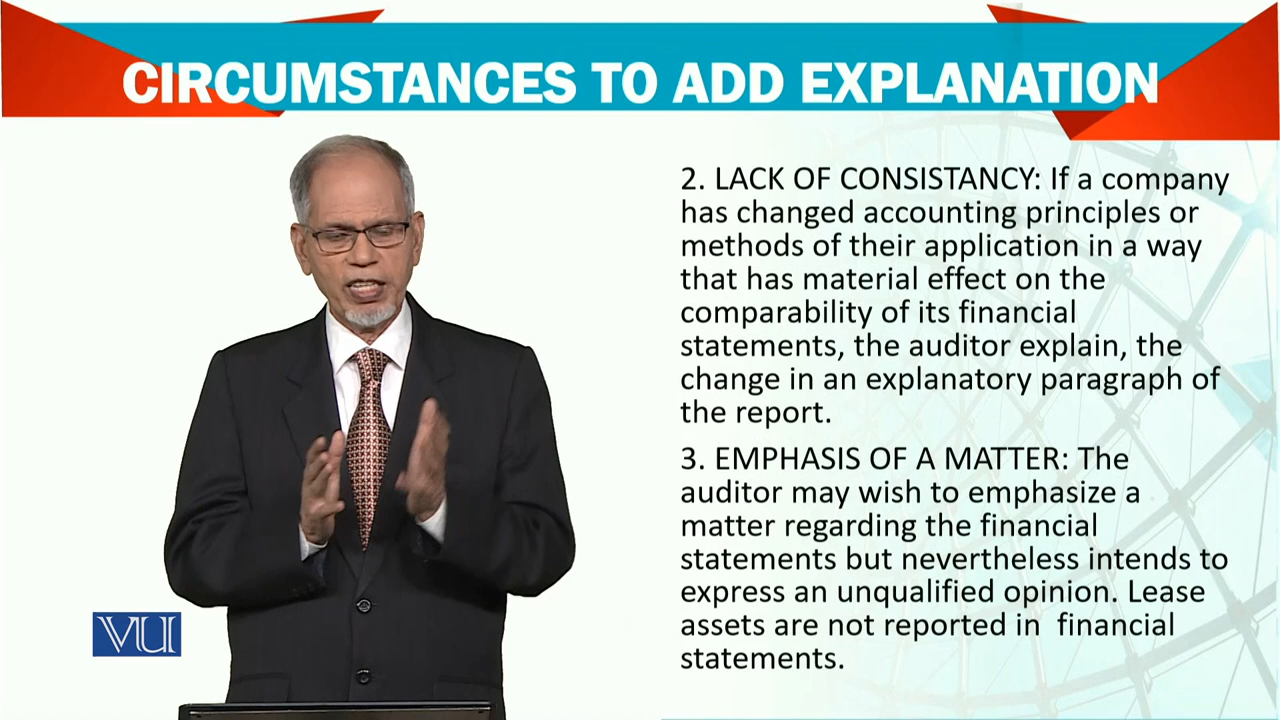 CIRCUMSTANCES TO ADD EXPLANATION
2. LACK OF CONSISTANCY: If a company
has changed accounting principles or
methods of their application in a way
that has material effect on the
comparability of its financial
statements, the auditor explain, the
change in an explanatory paragraph of
the report.
3. EMPHASIS OF A MATTER: The
auditor may wish to emphasize a
matter regarding the financial
statements but nevertheless intends to
express an unqualified opinion. Lease
assets are not reported in  financial
statements.
VU